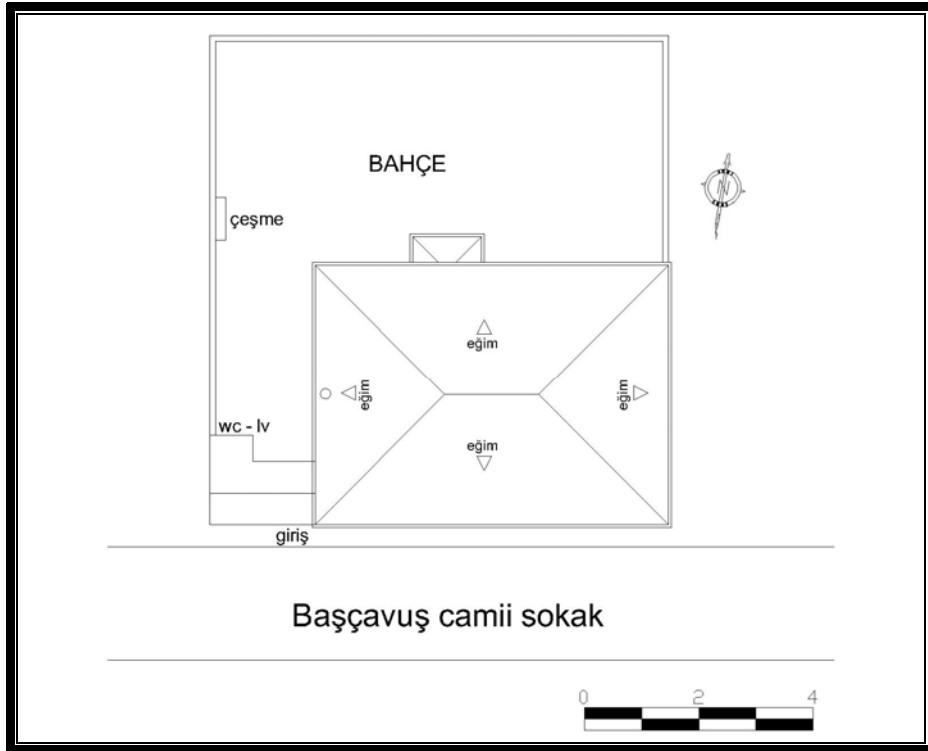 BAHÇE
N
çeşme
eğim
eğim
eğim
wc - lv
eğim
giriş
Başçavuş camii sokak
0 2 4